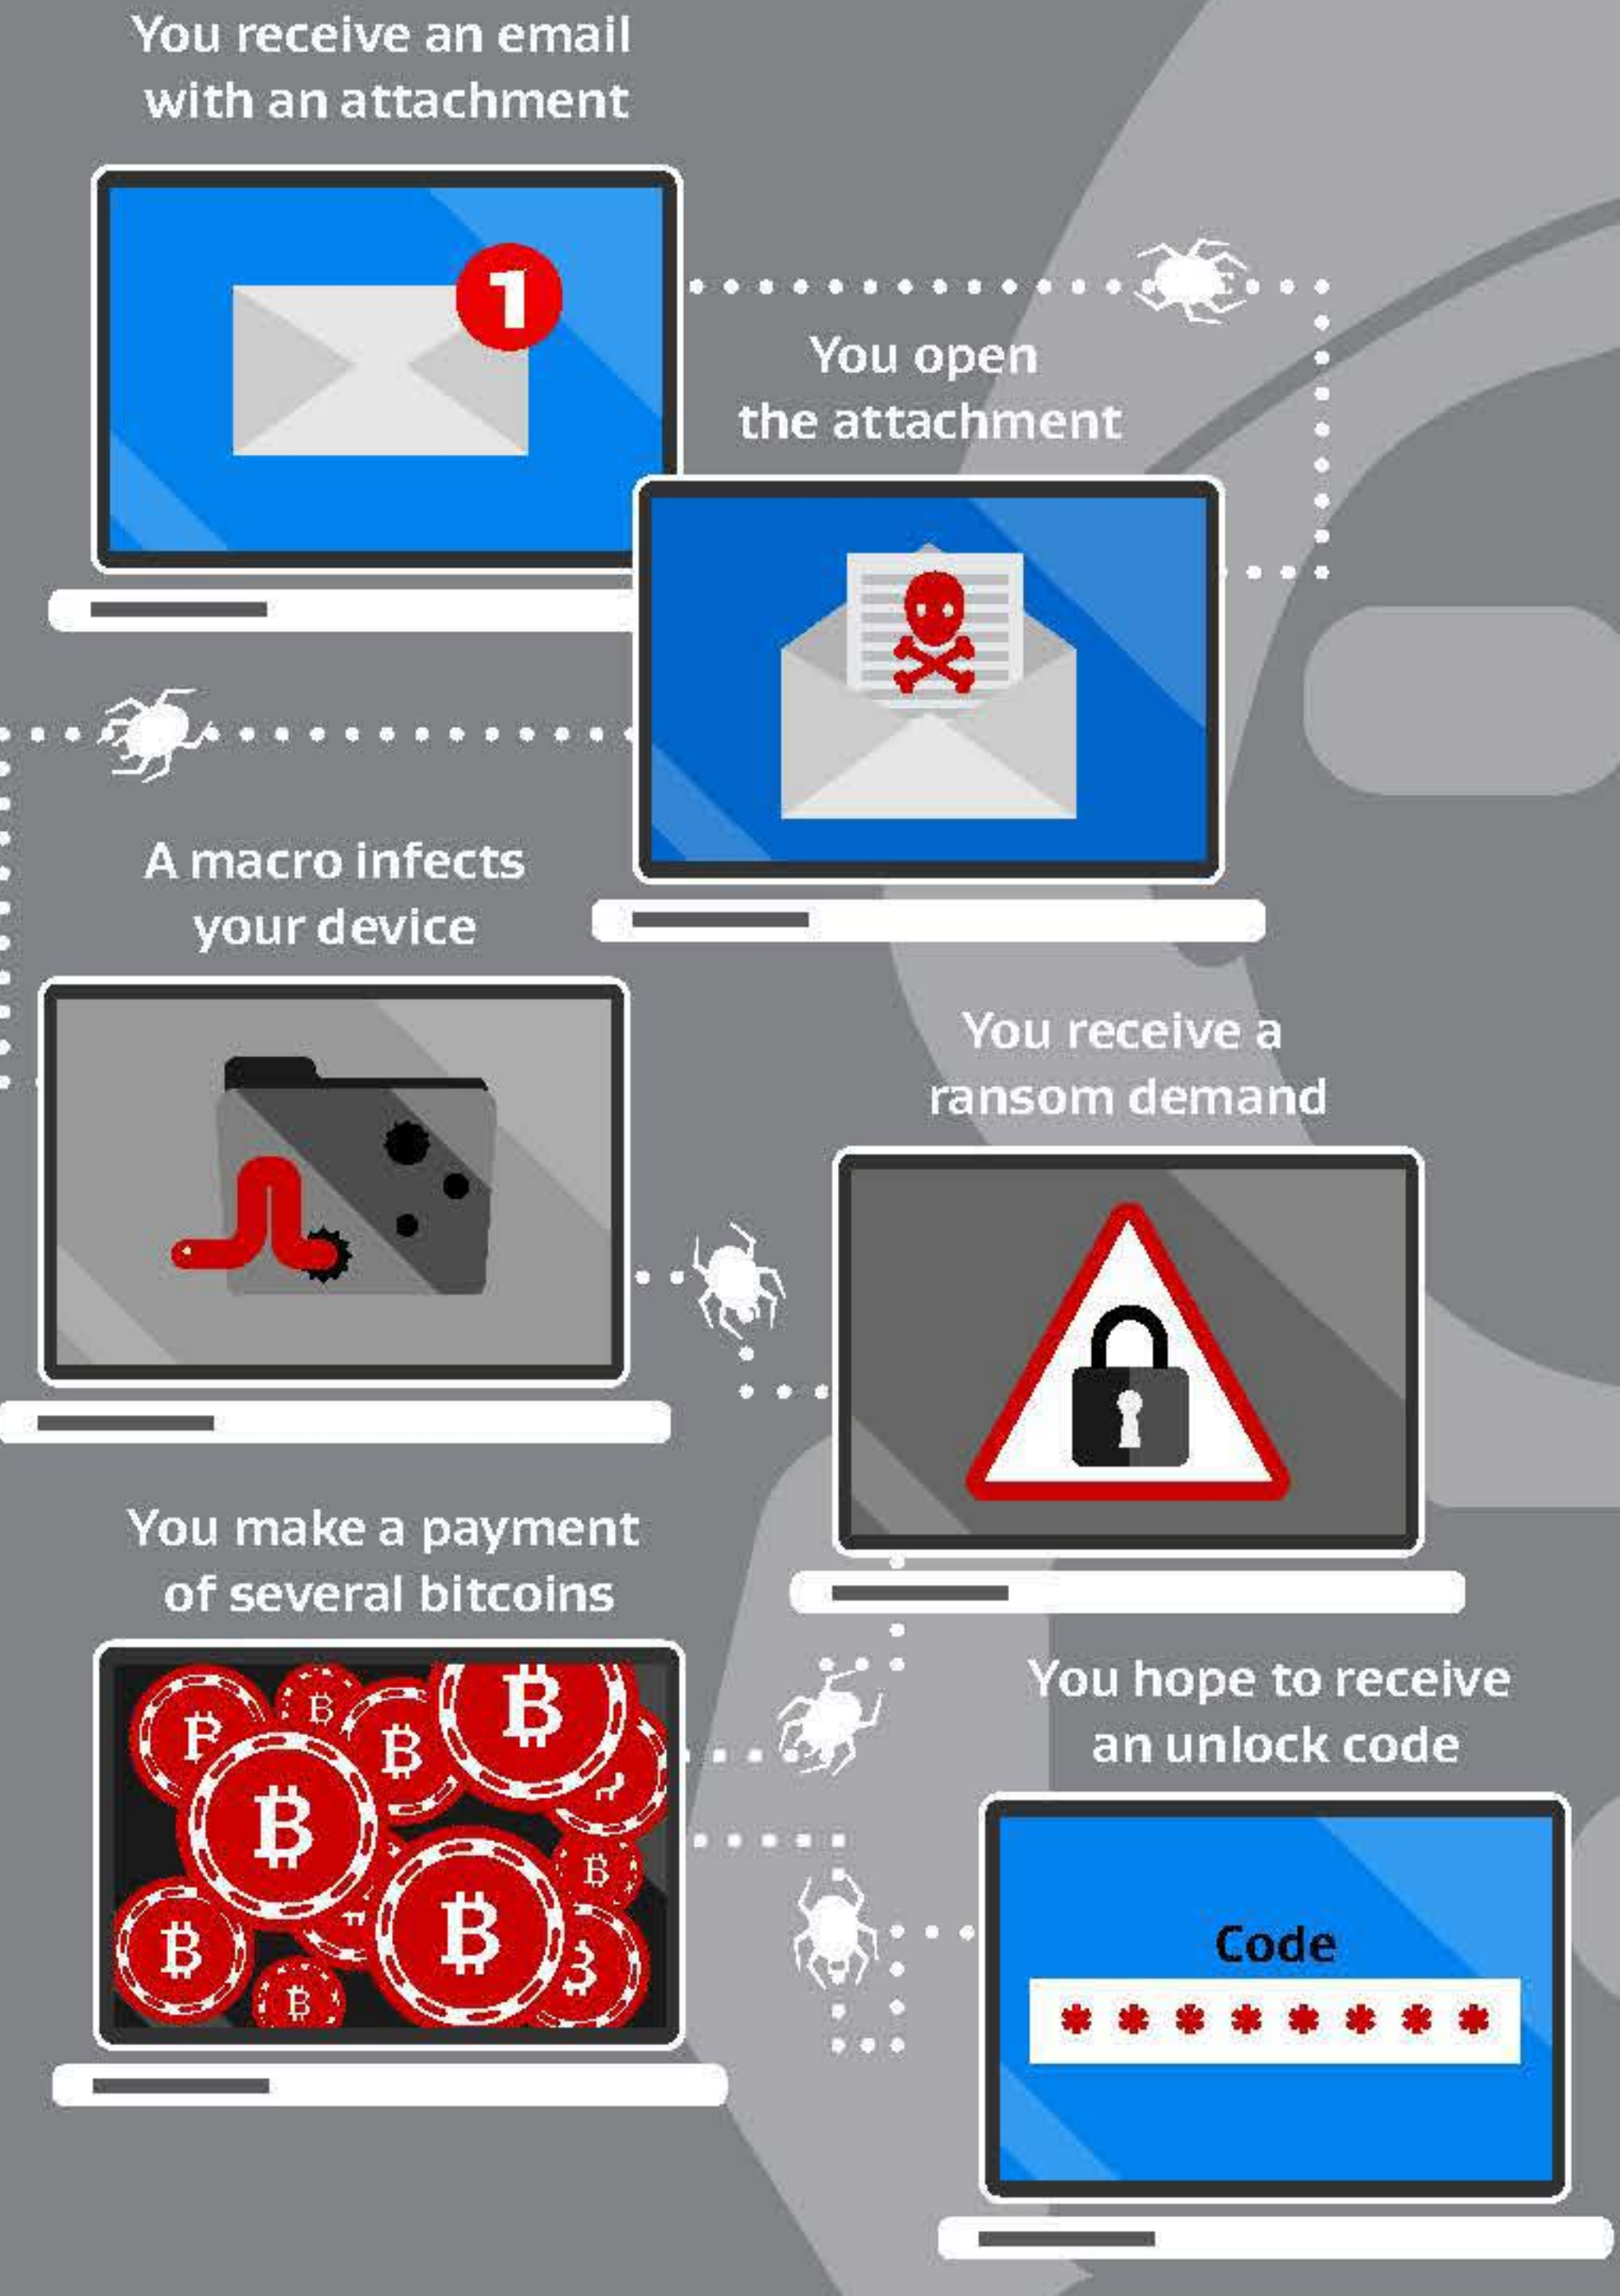 You receive an email
with an attachment
1
You open
the attachment
A macro infects
your device
You receive a
ransom demand
You make a payment
of several bitcoins
You hope to receive
an unlock code
Code
********